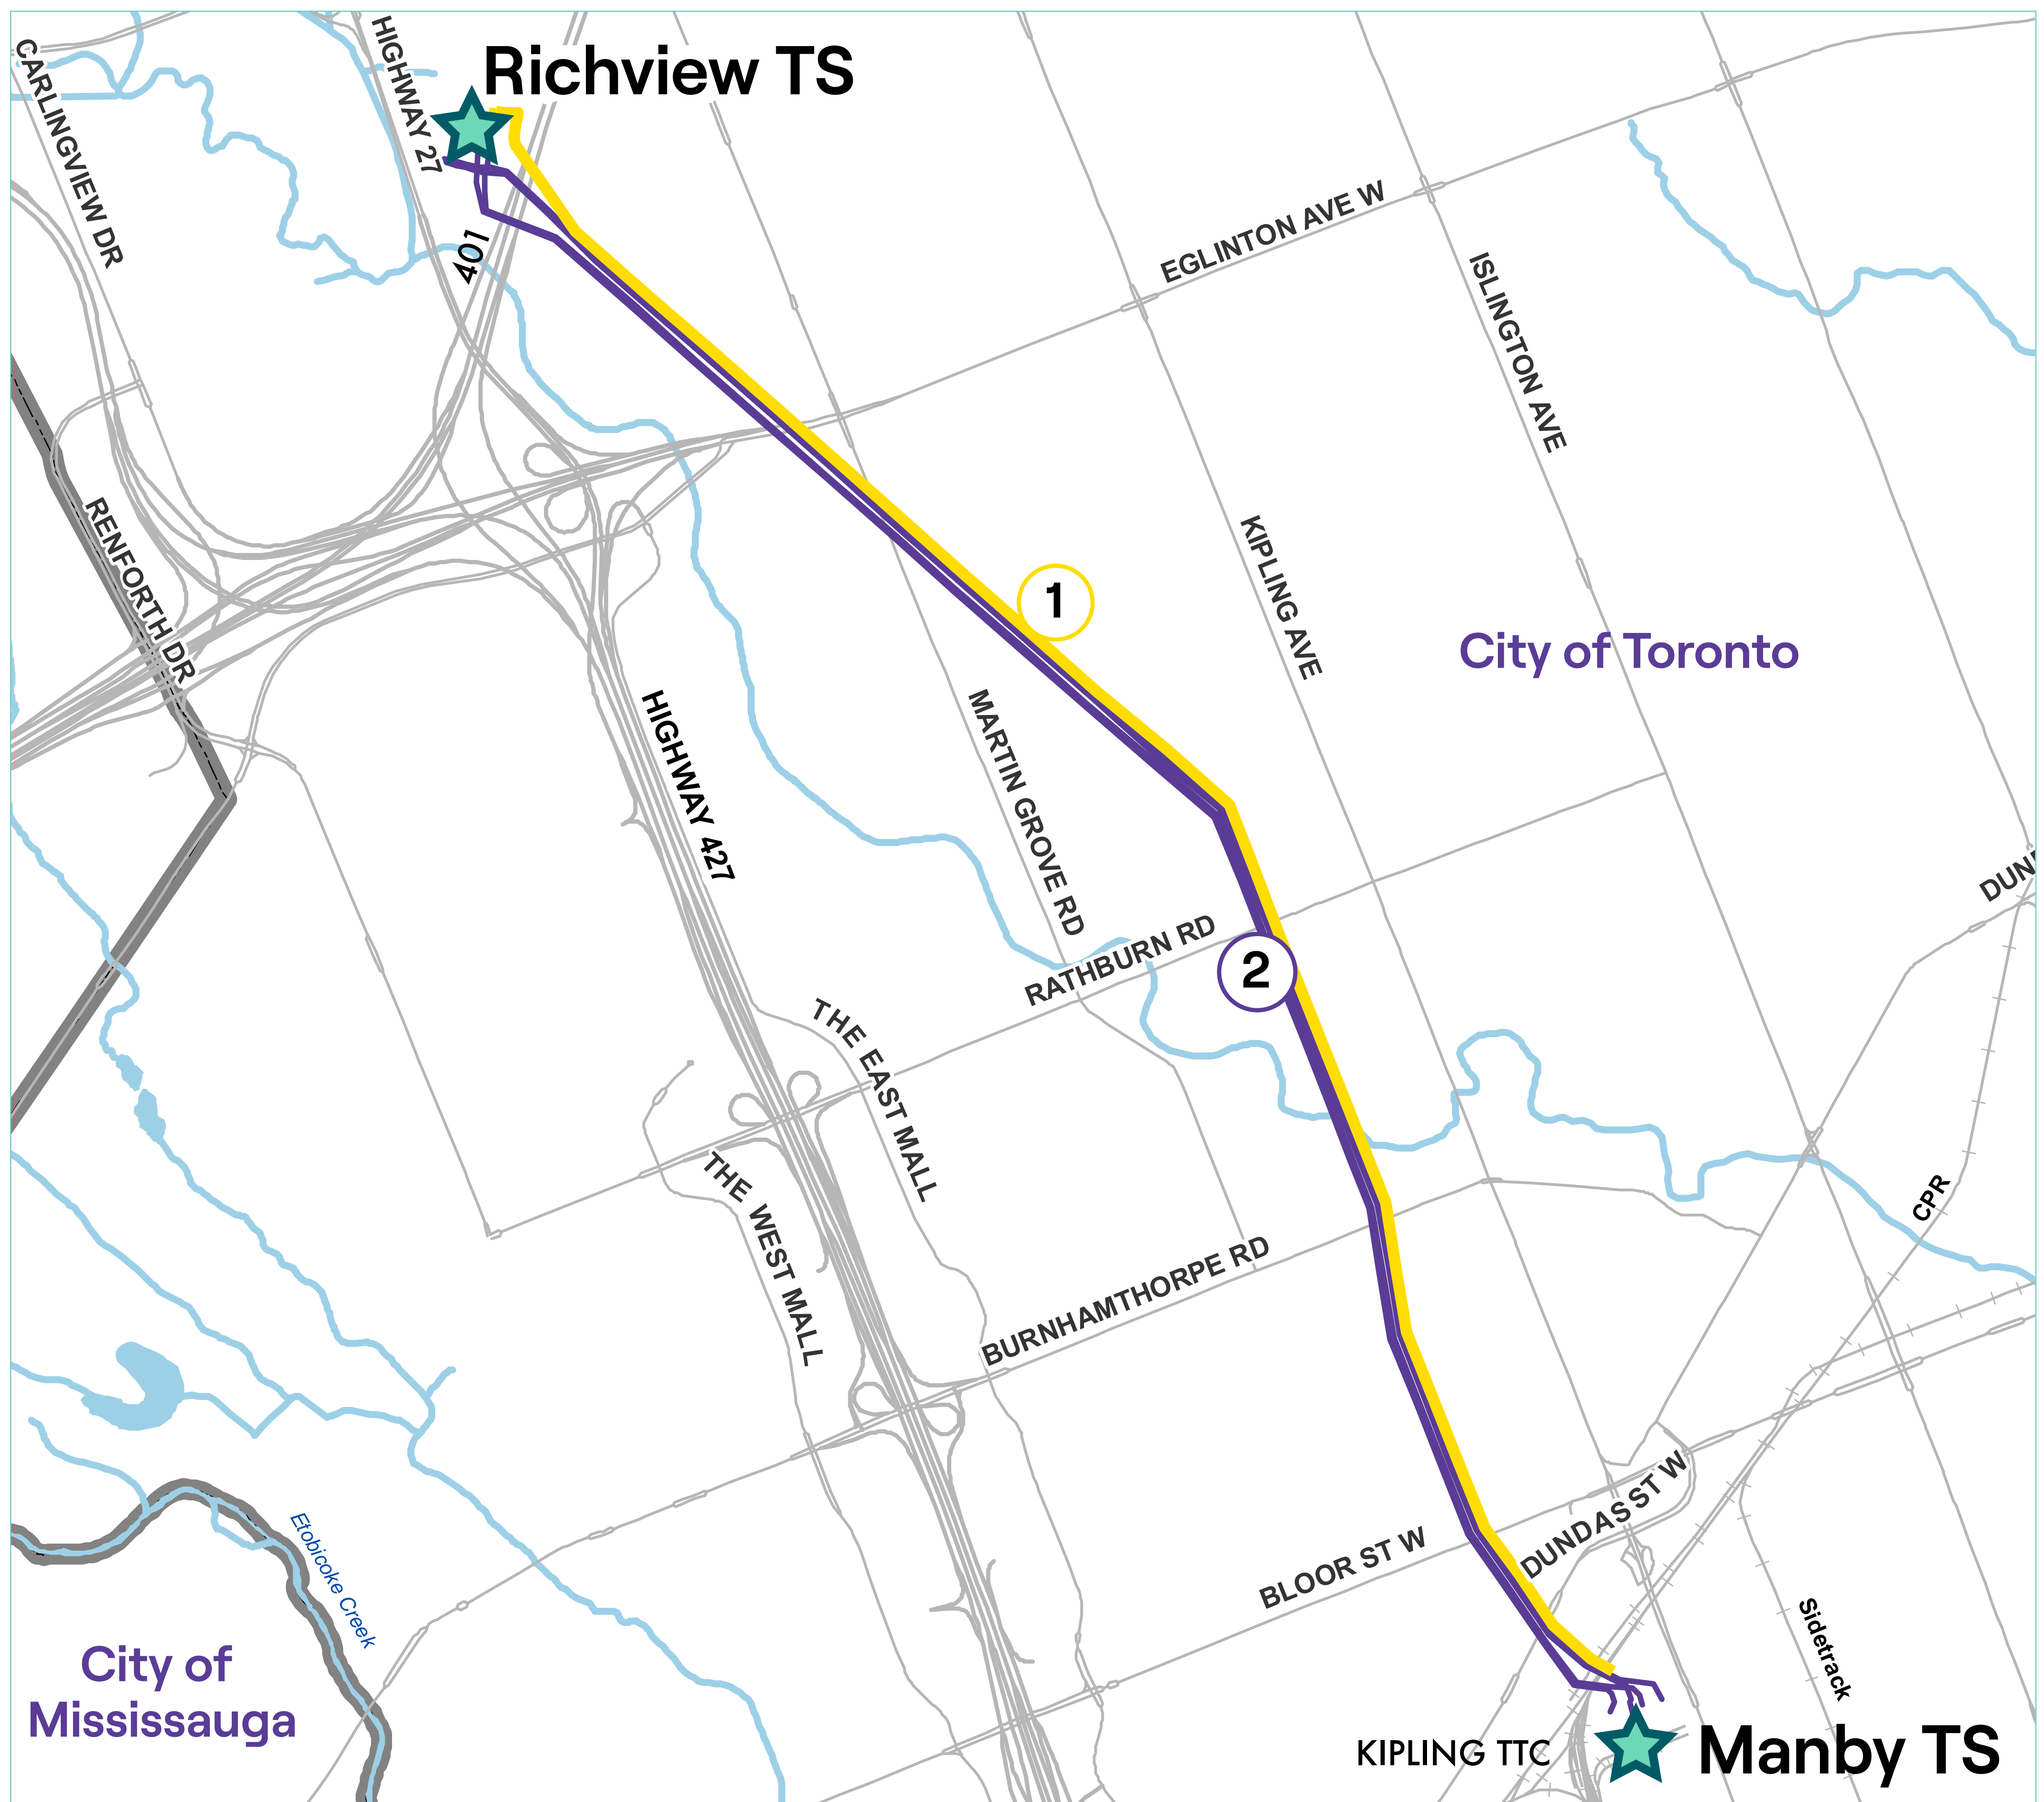 Richview TS
HIGHWAY 27
CARLINGVIEW DR
401
EGLINTON AVE W
ISLINGTON AVE
RENFORTH DR
KIPLING AVE
1
City of Toronto
HIGHWAY 427
MARTIN GROVE RD
RATHBURN RD
2
THE EAST MALL
THE WEST MALL
CPR
BURNHAMTHORPE RD
DUNDAS ST W
BLOOR ST W
Etobicoke Creek
Sidetrack
City of
Mississauga
KIPLING TTC
Manby TS